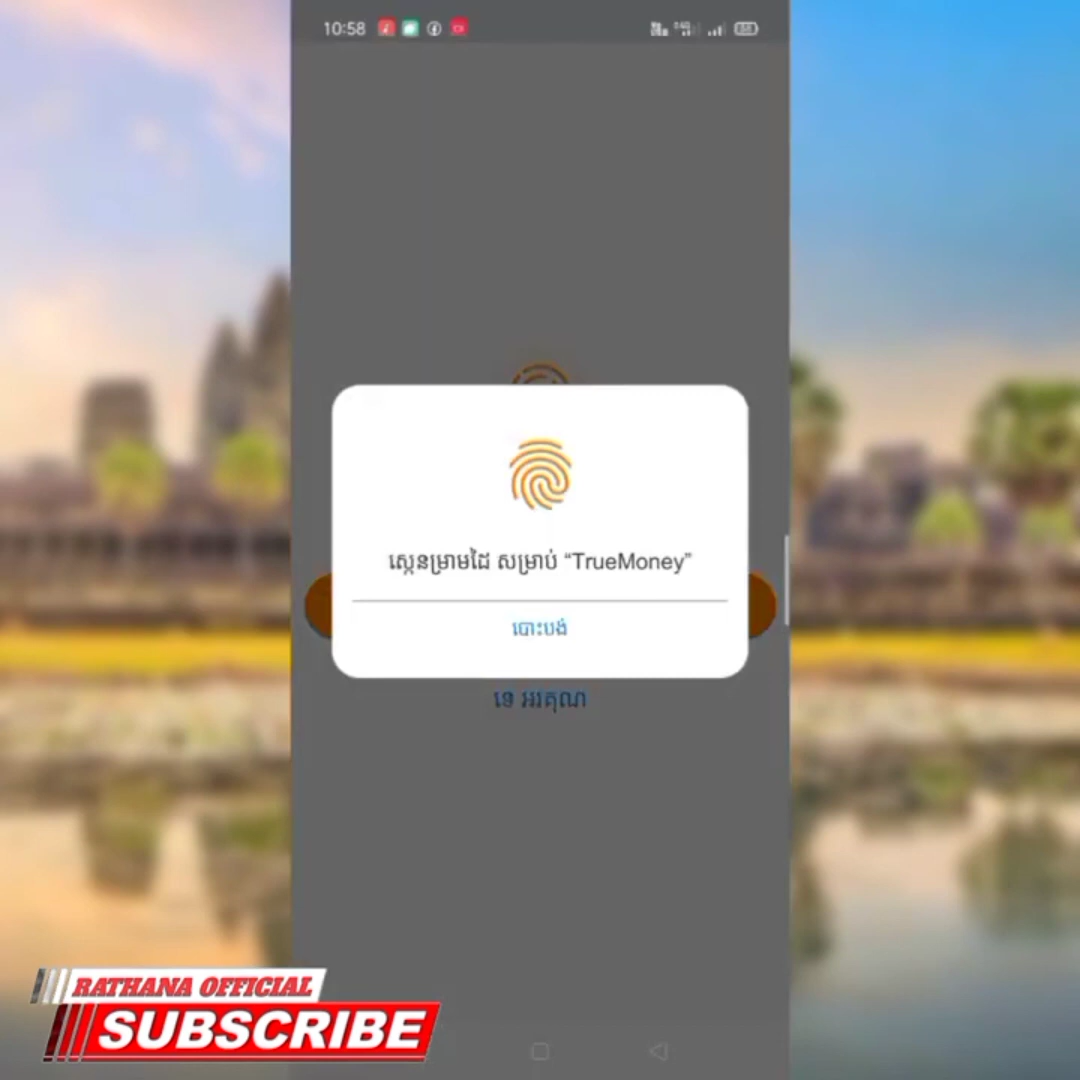 10:58
ស្កេនម្រាមដៃ សម្រាប់ “TrueMoney”
បោះបង់
ទេ អរគុណ
RATHANA OFFICIAL
SUBSCRIBE